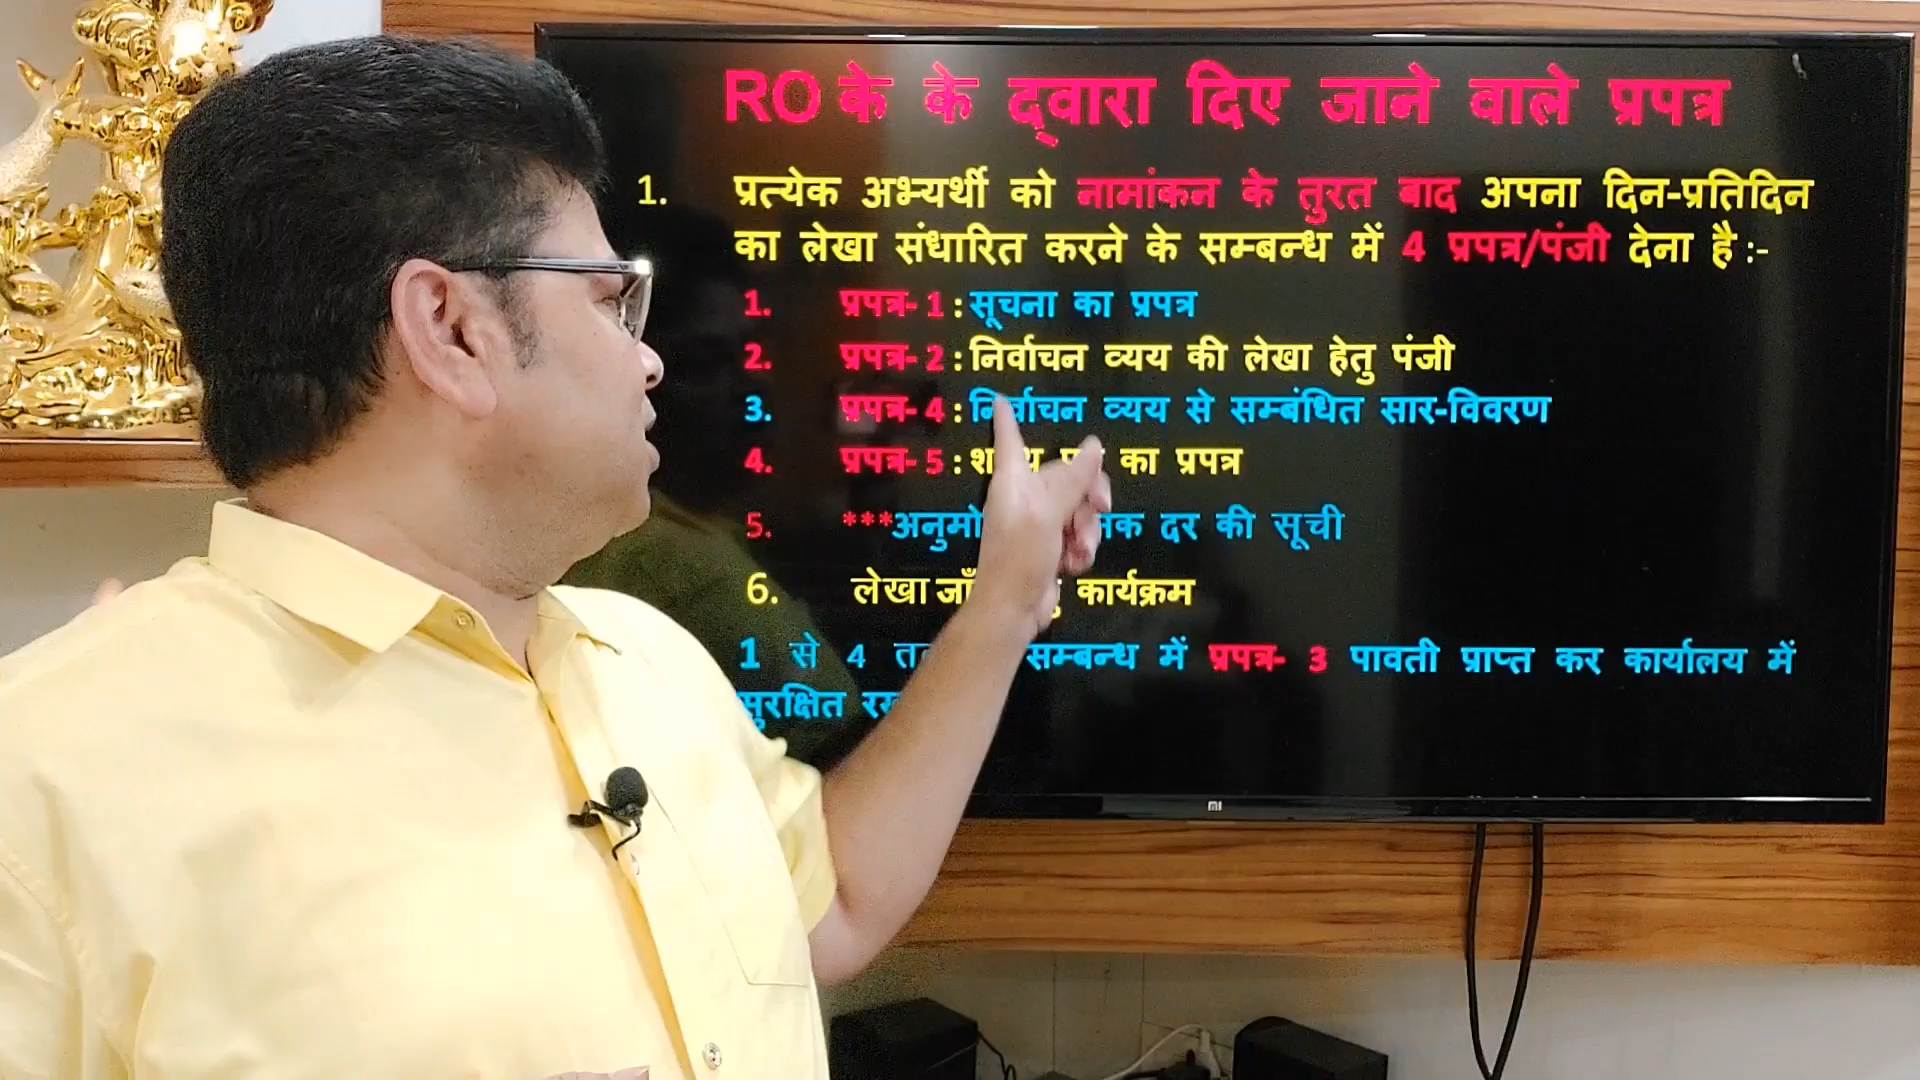 RO के के द्वारा दिए जाने वाले प्रपत्र
1. प्रत्येक अभ्यर्थी को नामांकन के तुरत बाद अपना दिन-प्रतिदिन
का लेखा संधारित करने के सम्बन्ध में 4 प्रपत्र/पंजी देना है :-
1. प्रपत्र- 1 : सूचना का प्रपत्र
2. प्रपत्र- 2 : निर्वाचन व्यय की लेखा हेतु पंजी
3. प्रपत्र- 4 : निर्वाचन व्यय से सम्बंधित सार-विवरण
4. प्रपत्र- 5 : का प्रपत्र
5. *** दर की सूची
6. लेखा कार्यक्रम
1 से 4 सम्बन्ध में प्रपत्र- 3 पावती प्राप्त कर कार्यालय में
सुरक्षित
mi